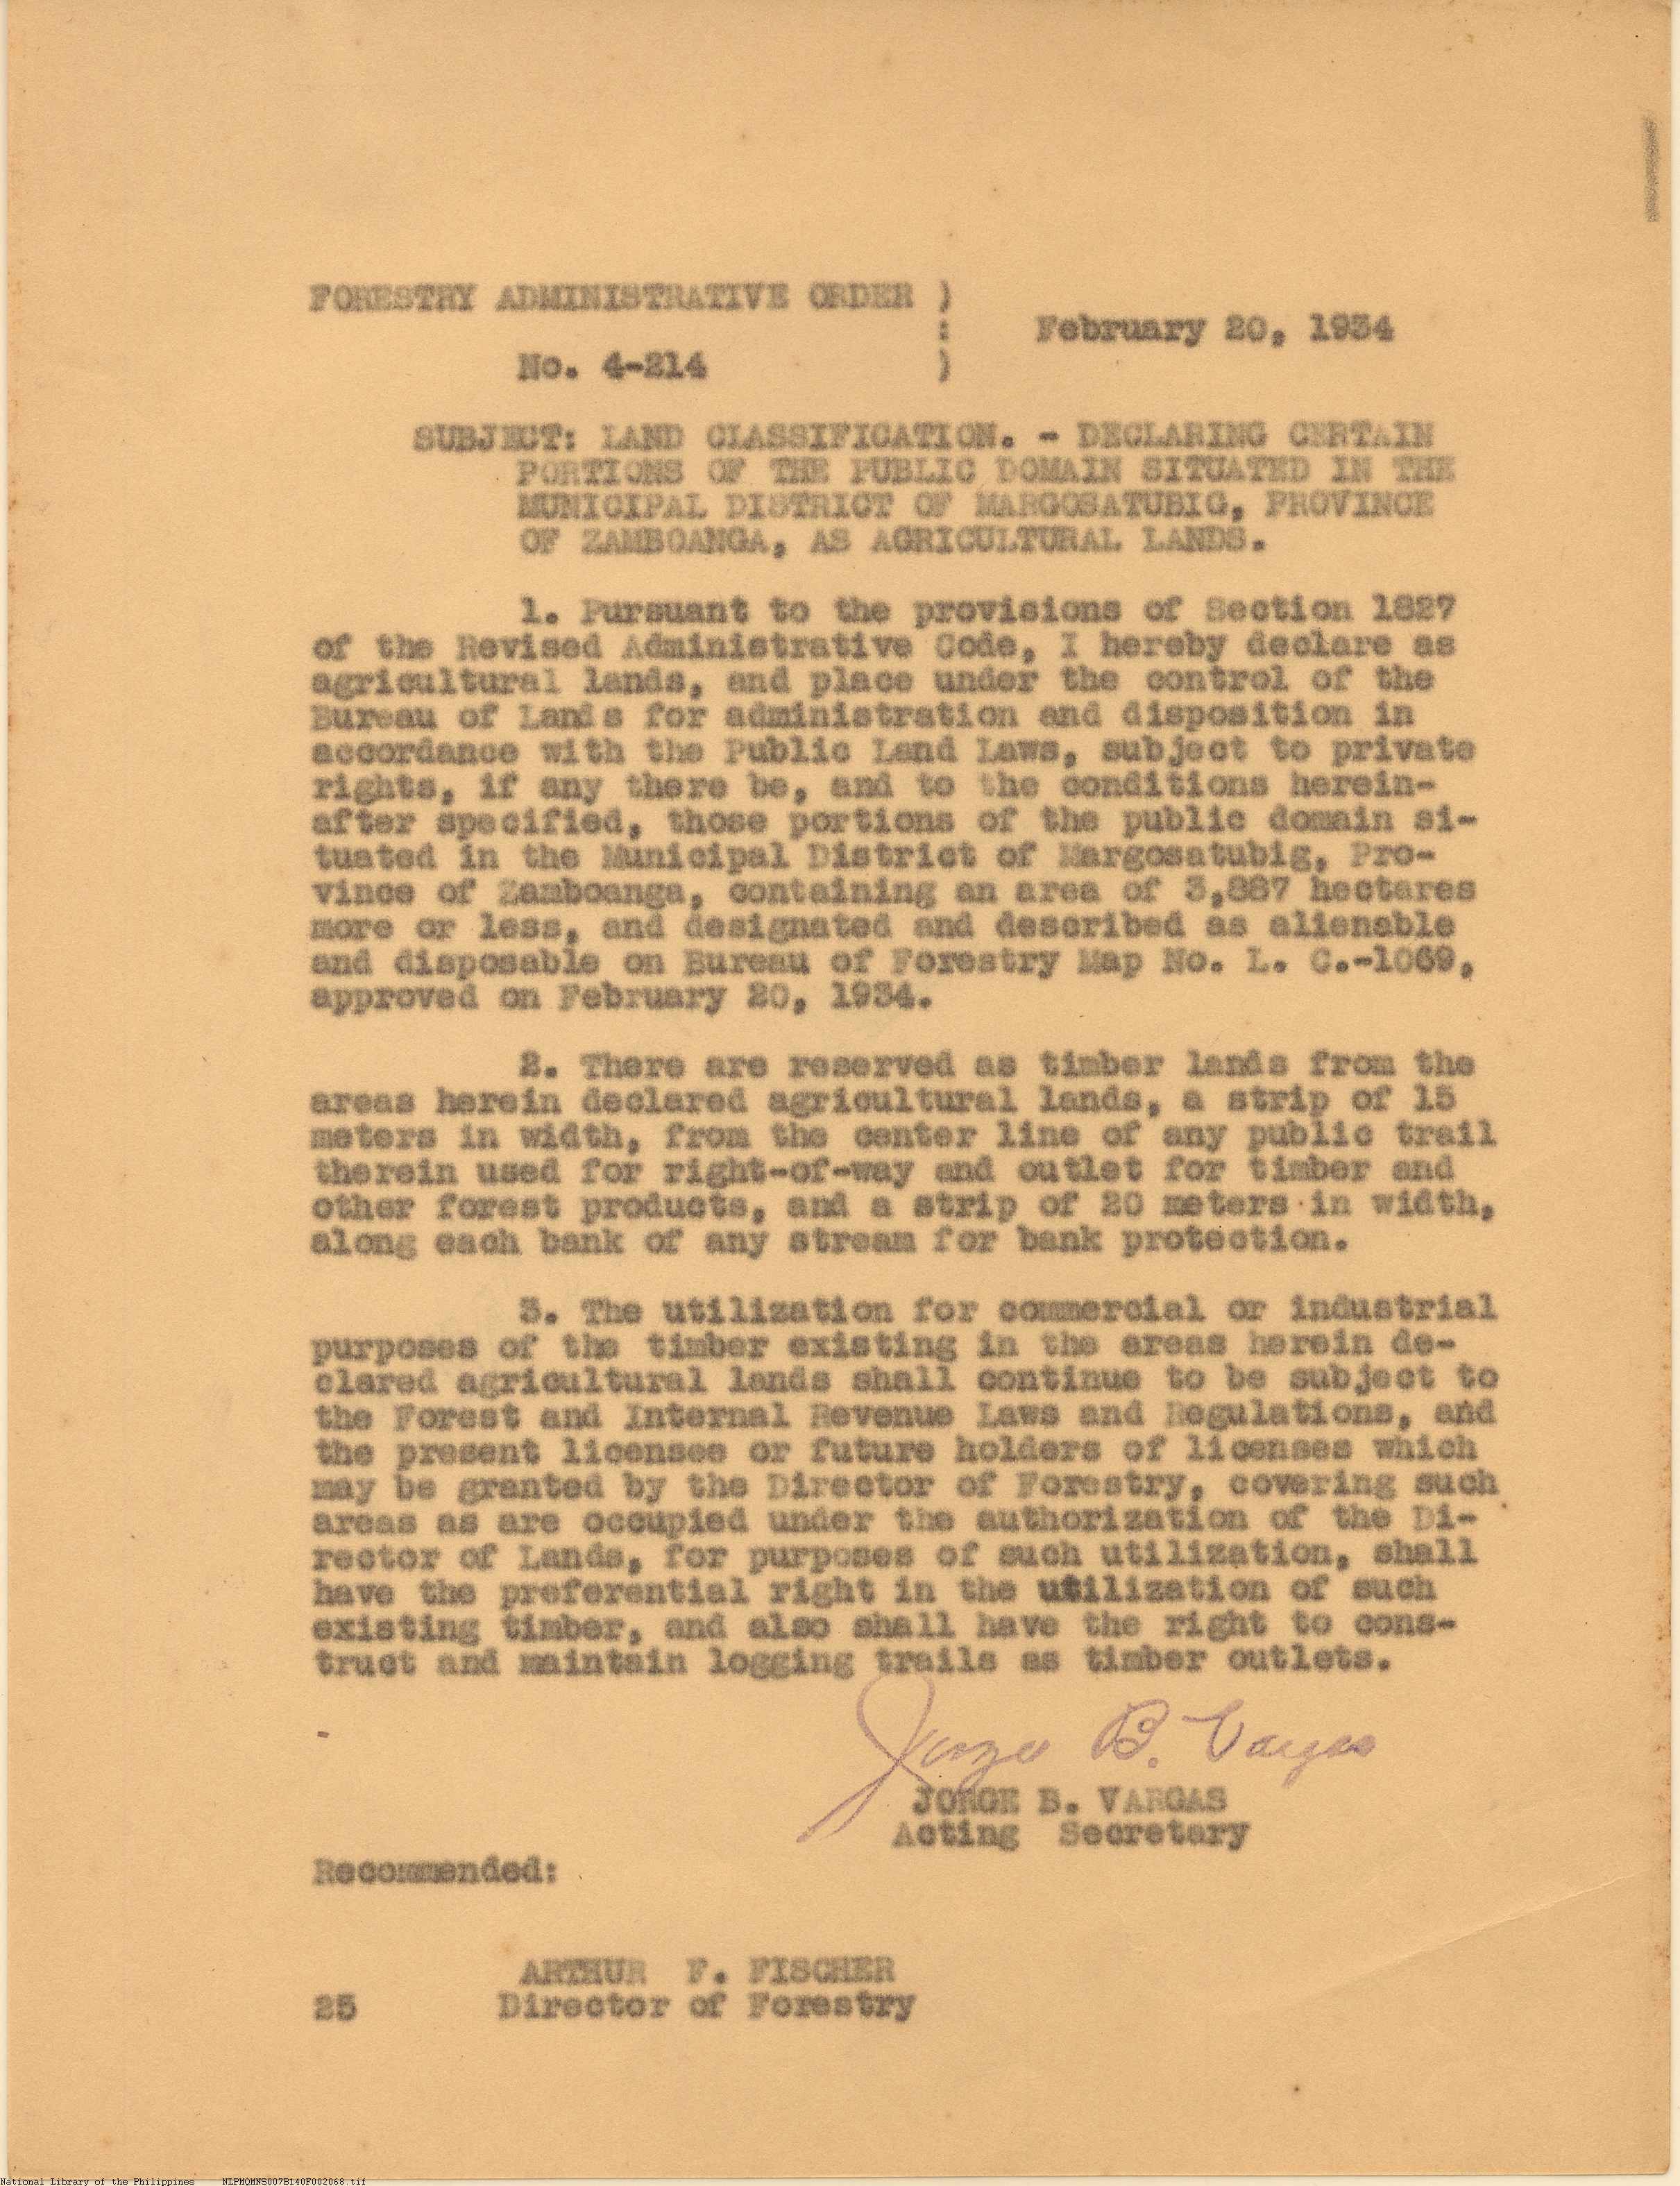 FORESTRY ADMINISTRATIVE ORDER )
: February 20, 1934
No. 4-214 )
SUBJECT: LAND CLASSIFICATION. - DECLARING CERTAIN
PORTIONS OF THE PUBLIC DOMAIN SITUATED IN THE
MUNICIPAL DISTRICT OF MARGOSATUBIG, PROVINCE
OF ZAMBOANGA, AS AGRICULTURAL LANDS.
1. Pursuant to the provisions of Section 1827
of the Revised Administrative Code, I hereby declare as
agricultural lands, and place under the control of the
Bureau of Lands for administration and disposition in
accordance with the Public Land Laws, subject to private
rights, if any there be, and to the conditions herein-
after specified, those portions of the public domain si-
tuated in the Municipal District of Margosatubig, Pro-
vince of Zamboanga, containing an area of 3,887 hectares
more or less, and designated and described as alienable
and disposable on Bureau of Forestry Map No. L. C.-1069,
approved on February 20, 1934.
2. There are reserved as timber lands from the
areas herein declared agricultural lands, a strip of 15
meters in width, from the center line of any public trail
therein used for right-of-way and outlet for timber and
other forest products, and a strip of 20 meters in width,
along each bank of any stream for bank protection.
3. The utilization for commercial or industrial
purposes of the timber existing in the areas herein de-
clared agricultural lands shall continue to be subject to
the Forest and Internal Revenue Laws and Regulations, and
the present licensee or future holders of licenses which
may be granted by the Director of Forestry, covering such
areas as are occupied under the authorization of the Di-
rector of Lands, for purposes of such utilization, shall
have the preferential right in the utilization of such
existing timber, and also shall have the right to cons-
truct and maintain logging trails as timber outlets.
Jorge B. Vargas
JORGE B. VARGAS
Acting Secretary
Recommended:
ARTHUR F. FISCHER
25 Director of Forestry
National Library of the Philippines NLPMQMNS007B140F002068.tif